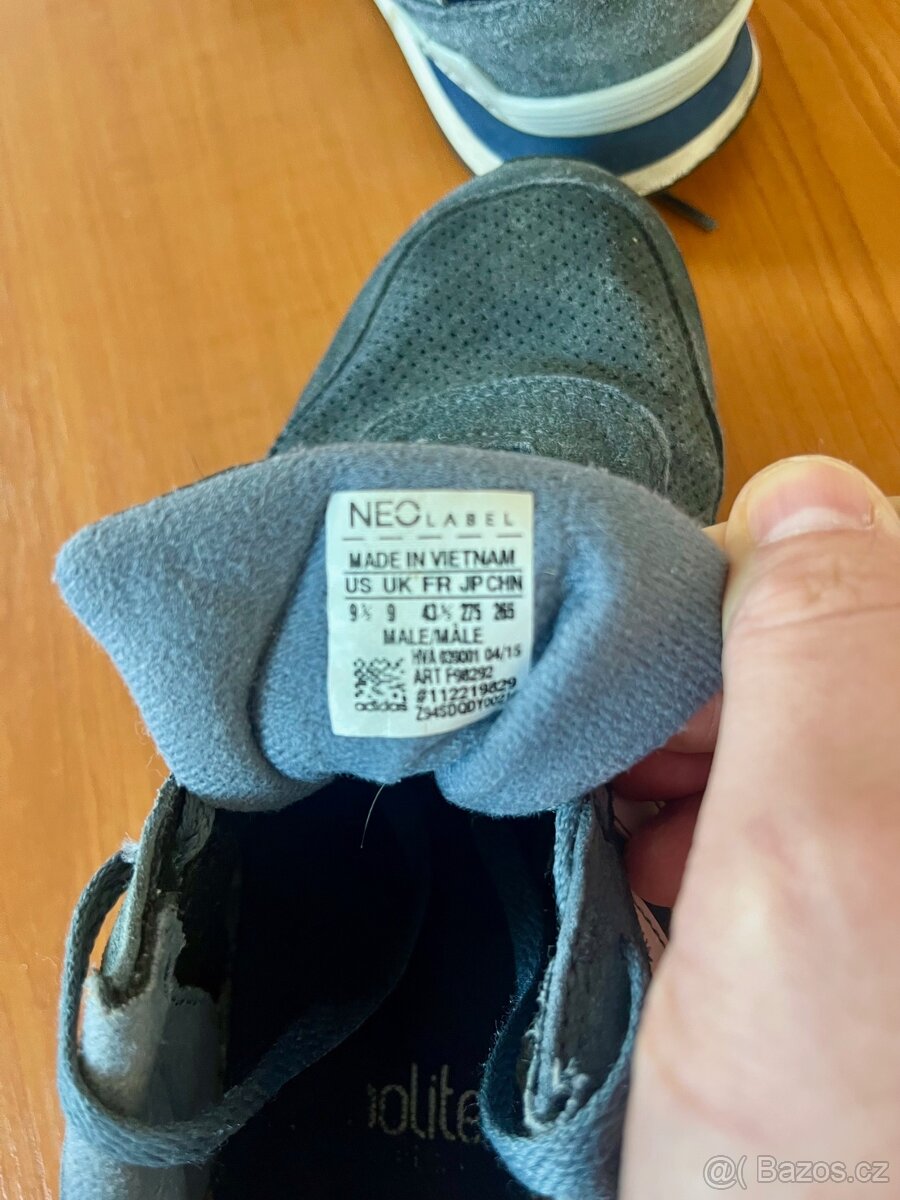 NEO LABEL
MADE IN VIETNAM
US UK FR JP CHN
9½ 9 43⅓ 275 265
MALE/MÂLE
HVA 639001 04/15
ART F98292
#112219829
adidas
olite
@( Bazos.cz